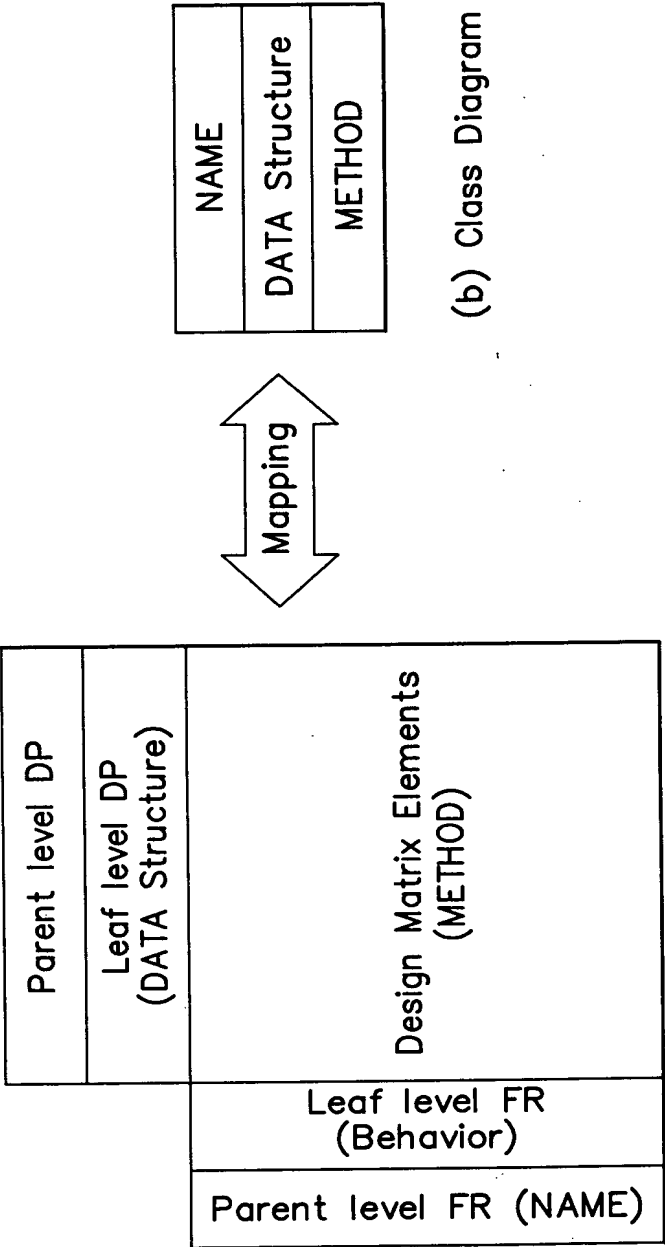 Parent level DP
Leaf level DP
(DATA Structure)
Design Matrix Elements
(METHOD)
Leaf level FR
(Behavior)
Parent level FR (NAME)
Mapping
NAME
DATA Structure
METHOD
(b) Class Diagram